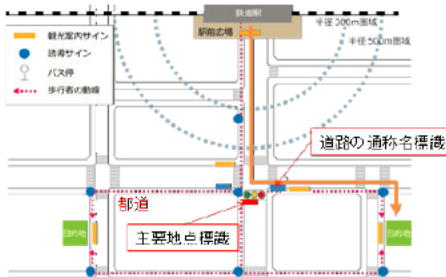 鉄道駅
駅前広場
半径300m圏域
半径500m圏域
観光案内サイン
誘導サイン
バス停
歩行者の動線
道路の通称名標識
都道
主要地点標識
目的地
目的地